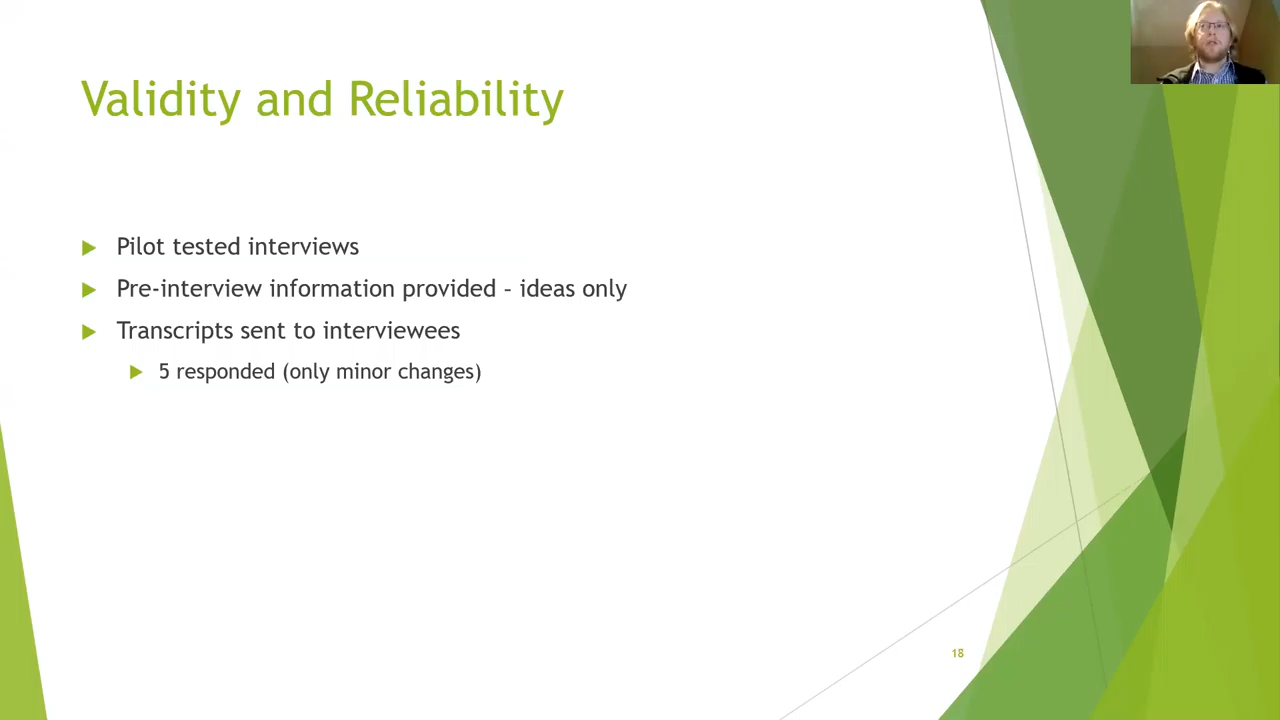 Validity and Reliability
Pilot tested interviews
Pre-interview information provided – ideas only
Transcripts sent to interviewees
5 responded (only minor changes)
18